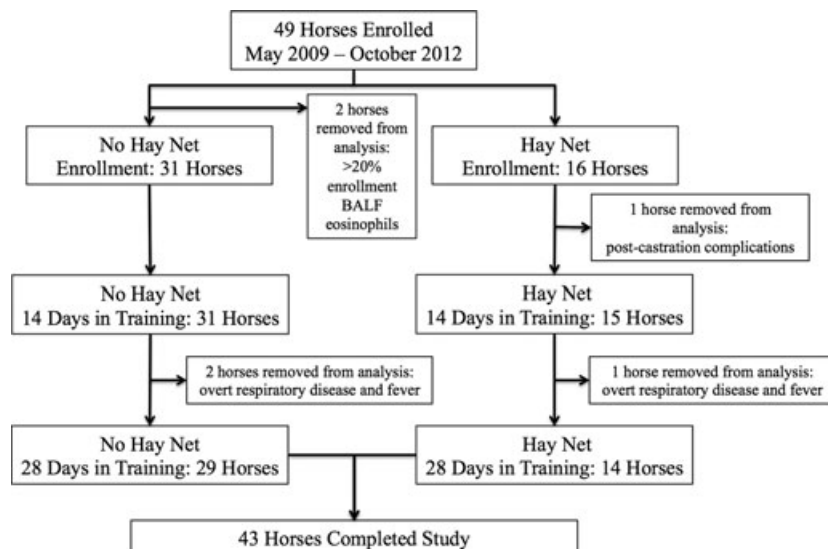 49 Horses Enrolled
May 2009 – October 2012
2 horses
removed from
analysis:
>20%
enrollment
BALF
eosinophils
No Hay Net
Enrollment: 31 Horses
Hay Net
Enrollment: 16 Horses
1 horse removed from
analysis:
post-castration complications
No Hay Net
14 Days in Training: 31 Horses
Hay Net
14 Days in Training: 15 Horses
2 horses removed from analysis:
overt respiratory disease and fever
1 horse removed from analysis:
overt respiratory disease and fever
No Hay Net
28 Days in Training: 29 Horses
Hay Net
28 Days in Training: 14 Horses
43 Horses Completed Study